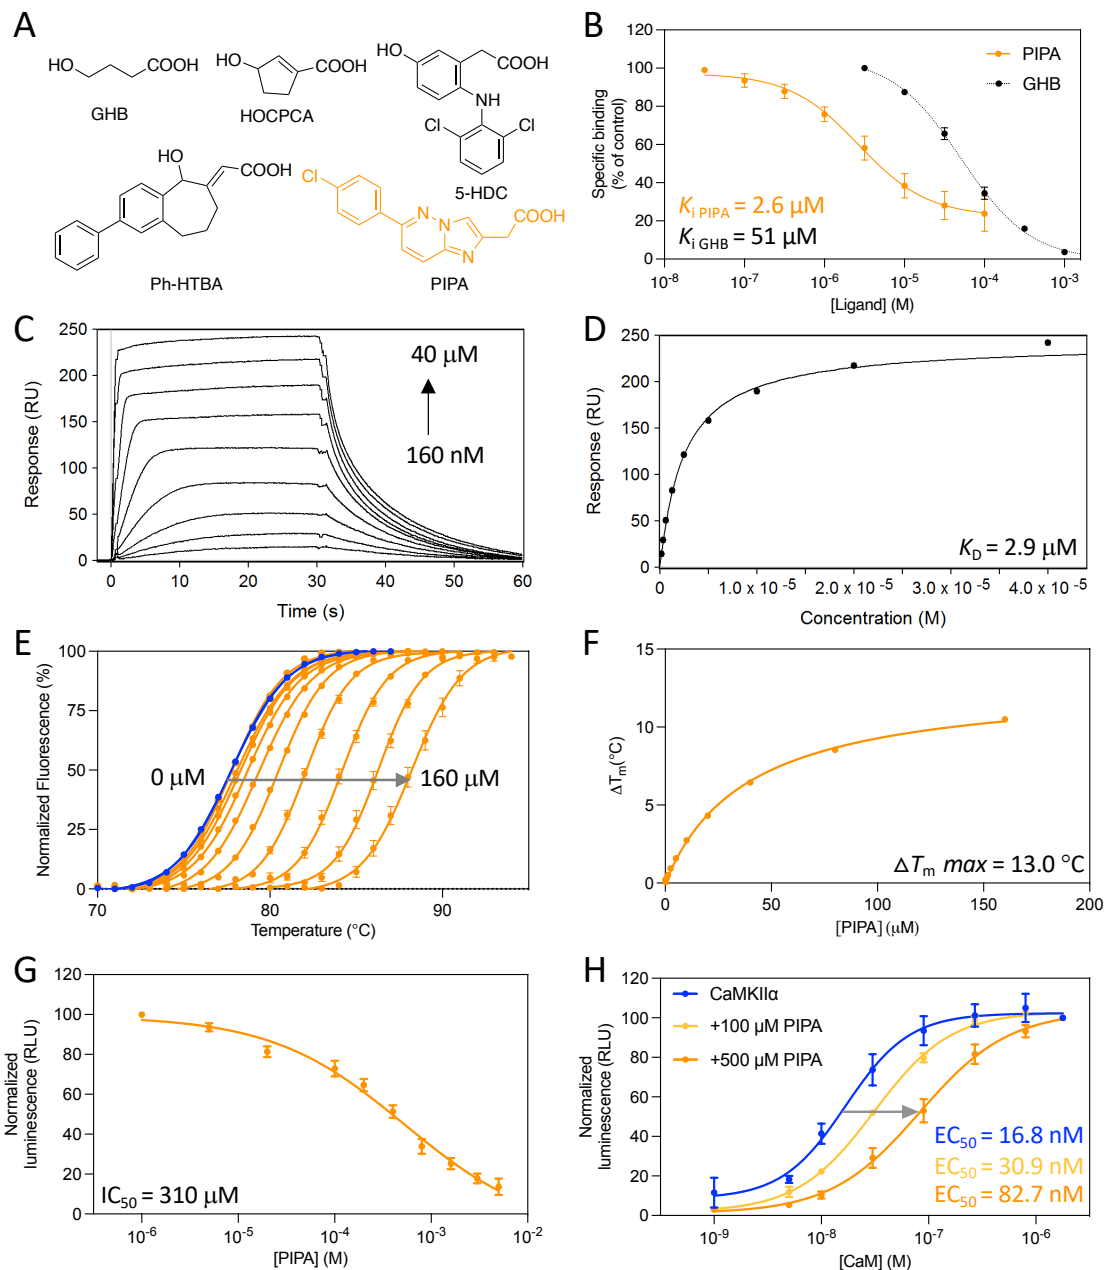 A
HO
COOH
GHB
HO
COOH
HOCPCA
HO
COOH
NH
Cl
Cl
5-HDC
HO
COOH
Ph-HTBA
Cl
N
N
N
COOH
PIPA
B
Specific binding
(% of control)
120
100
80
60
40
20
0
PIPA
GHB
Ki PIPA = 2.6 μM
Ki GHB = 51 μM
10-8
10-7
10-6
10-5
10-4
10-3
[Ligand] (M)
C
Response (RU)
250
200
150
100
50
0
40 μM
160 nM
0
10
20
30
40
50
60
Time (s)
D
Response (RU)
250
200
150
100
50
0
KD = 2.9 μM
1.0 x 10-5
2.0 x 10-5
3.0 x 10-5
4.0 x 10-5
Concentration (M)
E
Normalized Fluorescence (%)
100
75
50
25
0
0 μM
160 μM
70
80
90
Temperature (°C)
F
ΔTm(°C)
15
10
5
0
ΔTm max = 13.0 °C
0
50
100
150
200
[PIPA] (μM)
G
Normalized
luminescence (RLU)
120
100
80
60
40
20
0
IC50 = 310 μM
10-6
10-5
10-4
10-3
10-2
[PIPA] (M)
H
Normalized
luminescence (RLU)
120
100
80
60
40
20
0
CaMKIIα
+100 μM PIPA
+500 μM PIPA
EC50 = 16.8 nM
EC50 = 30.9 nM
EC50 = 82.7 nM
10-9
10-8
10-7
10-6
[CaM] (M)